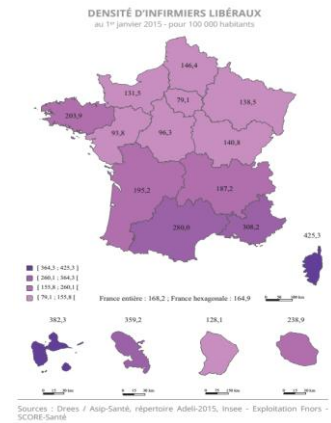 DENSITÉ D'INFIRMIERS LIBÉRAUX
au 1er janvier 2015 - pour 100 000 habitants
146,4
131,5
79,1
138,5
203,9
93,8
96,3
140,8
195,2
187,2
280,0
308,2
425,3
[ 364,3 ; 425,3 ]
[ 260,1 ; 364,3 ]
[ 155,8 ; 260,1 ]
[ 79,1 ; 155,8 ]
France entière : 168,2 ; France hexagonale : 164,9
382,3
359,2
128,1
238,9
Sources : Drees / Asip-Santé, répertoire Adeli-2015, Insee - Exploitation Fnors -
SCORE-Santé